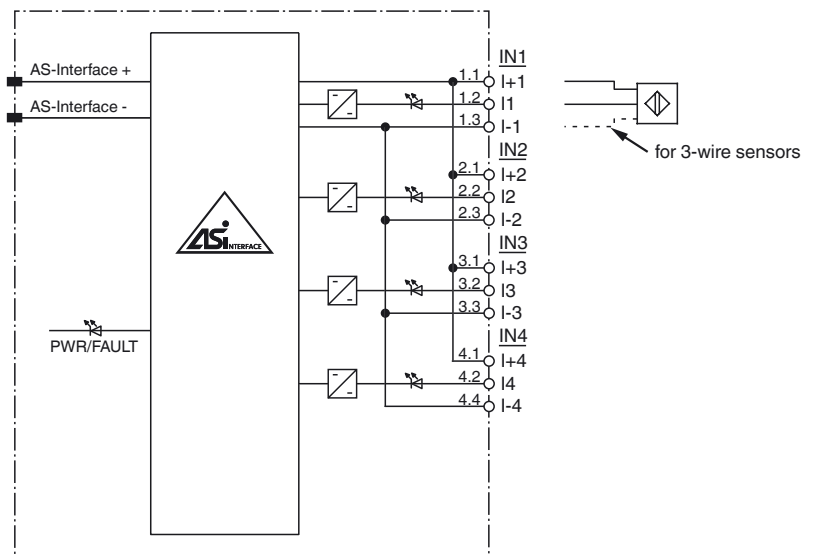 AS-Interface +
AS-Interface -
ASi INTERFACE
PWR/FAULT
IN1
1.1 I+1
1.2 I1
1.3 I-1
for 3-wire sensors
IN2
2.1 I+2
2.2 I2
2.3 I-2
IN3
3.1 I+3
3.2 I3
3.3 I-3
IN4
4.1 I+4
4.2 I4
4.4 I-4